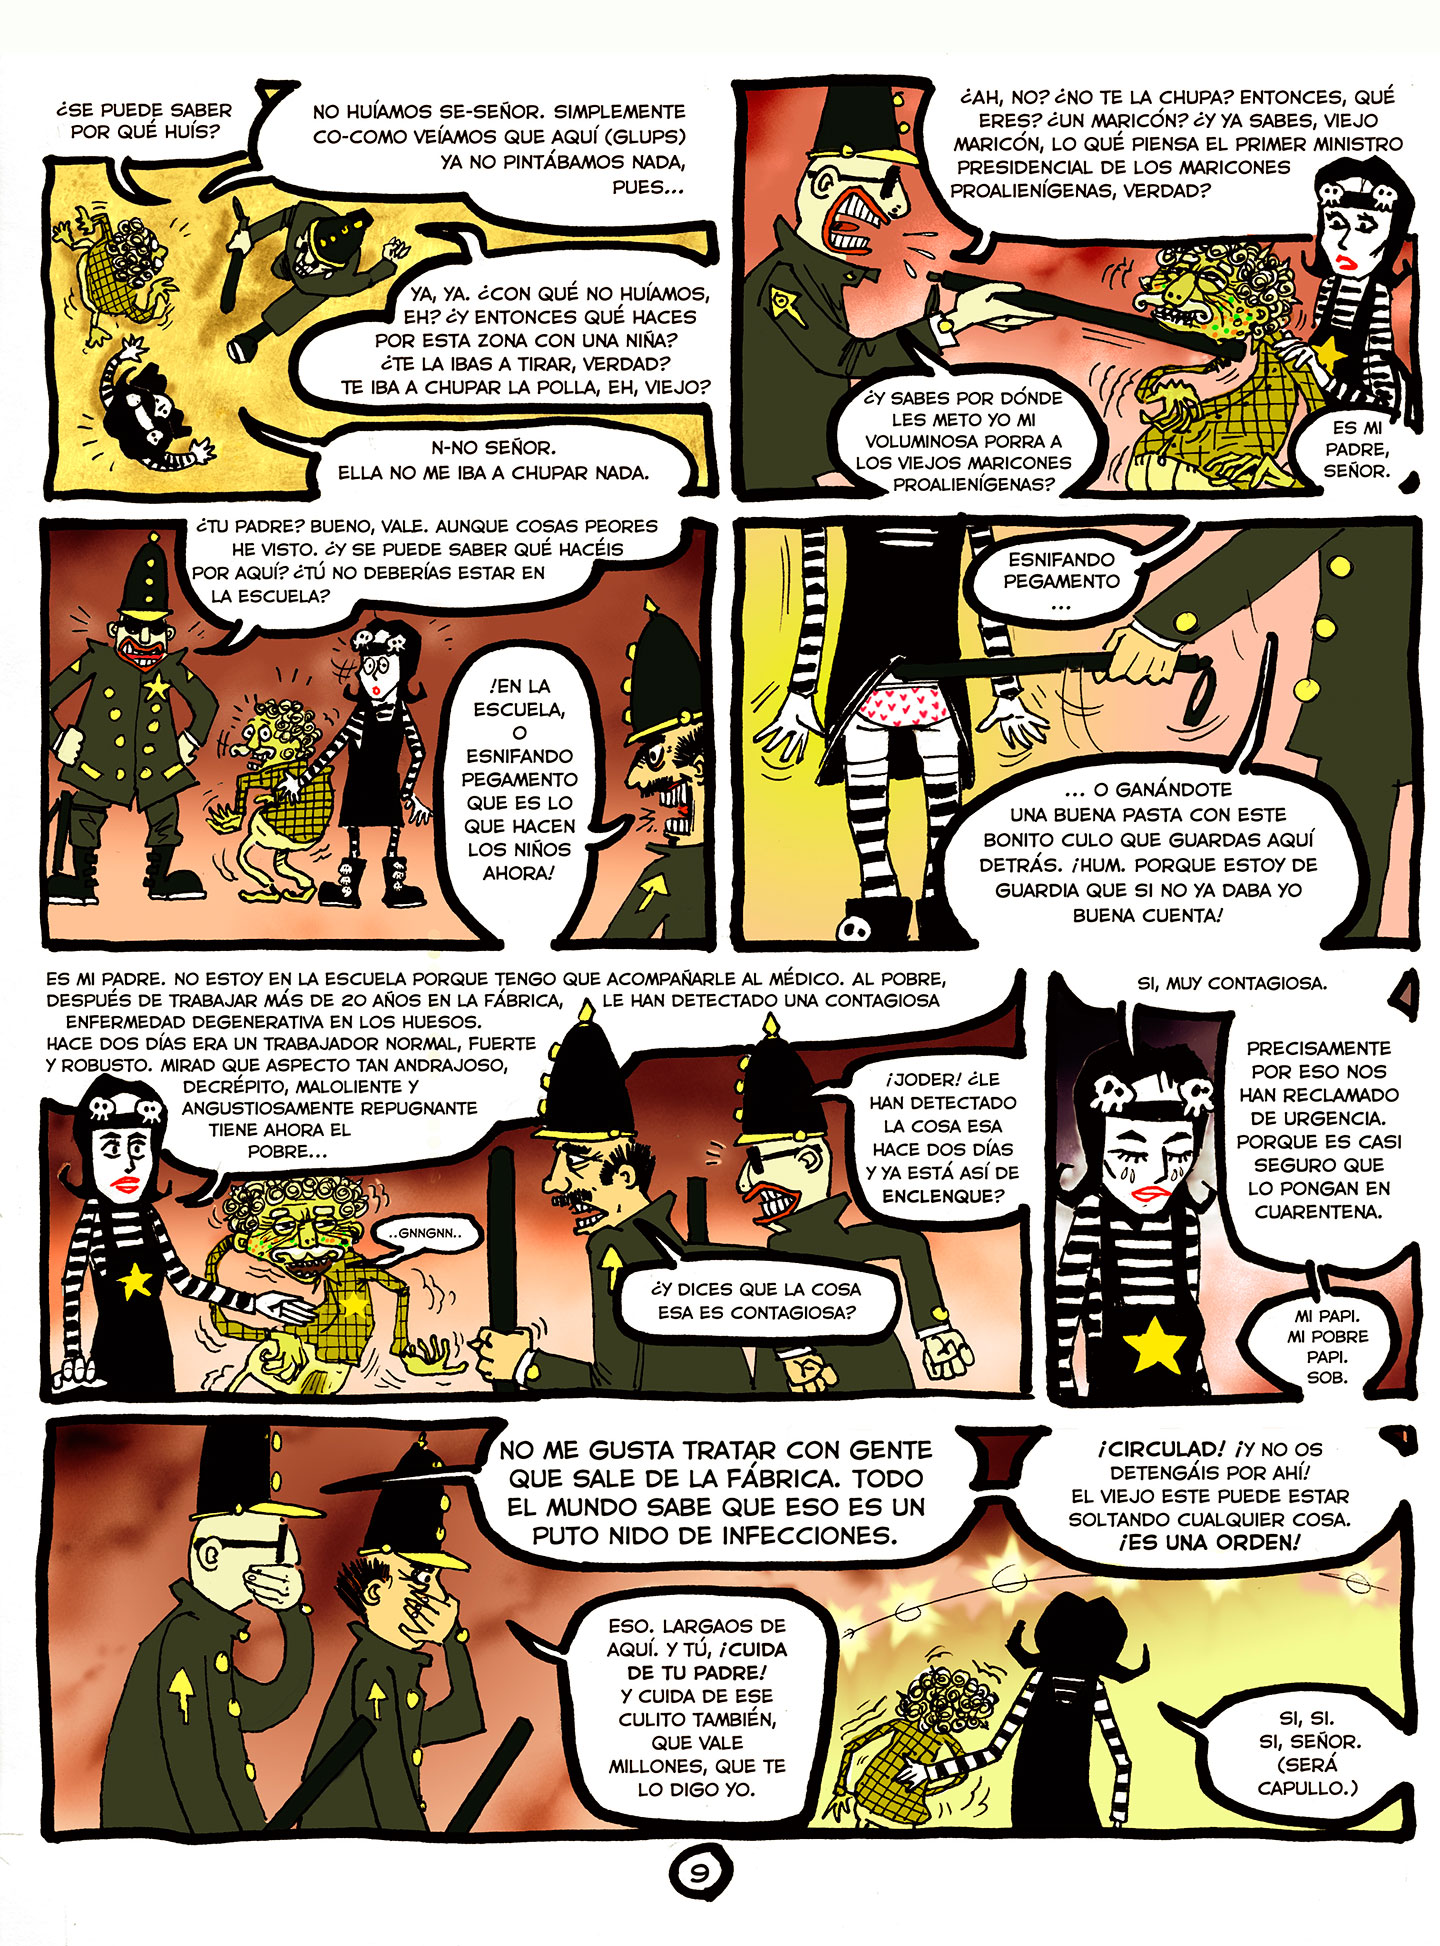 ¿SE PUEDE SABER
POR QUÉ HUÍS?
NO HUÍAMOS SE-SEÑOR. SIMPLEMENTE
CO-COMO VEÍAMOS QUE AQUÍ (GLUPS)
YA NO PINTÁBAMOS NADA,
PUES...
YA, YA. ¿CON QUÉ NO HUÍAMOS,
EH? ¿Y ENTONCES QUÉ HACES
POR ESTA ZONA CON UNA NIÑA?
¿TE LA IBAS A TIRAR, VERDAD?
TE IBA A CHUPAR LA POLLA, EH, VIEJO?
N-NO SEÑOR.
ELLA NO ME IBA A CHUPAR NADA.
¿AH, NO? ¿NO TE LA CHUPA? ENTONCES, QUÉ
ERES? ¿UN MARICÓN? ¿Y YA SABES, VIEJO
MARICÓN, LO QUÉ PIENSA EL PRIMER MINISTRO
PRESIDENCIAL DE LOS MARICONES
PROALIENÍGENAS, VERDAD?
¿Y SABES POR DÓNDE
LES METO YO MI
VOLUMINOSA PORRA A
LOS VIEJOS MARICONES
PROALIENÍGENAS?
ES MI
PADRE,
SEÑOR.
¿TU PADRE? BUENO, VALE. AUNQUE COSAS PEORES
HE VISTO. ¿Y SE PUEDE SABER QUÉ HACÉIS
POR AQUÍ? ¿TÚ NO DEBERÍAS ESTAR EN
LA ESCUELA?
¡EN LA
ESCUELA,
O
ESNIFANDO
PEGAMENTO
QUE ES LO
QUE HACEN
LOS NIÑOS
AHORA!
ESNIFANDO
PEGAMENTO
...
... O GANÁNDOTE
UNA BUENA PASTA CON ESTE
BONITO CULO QUE GUARDAS AQUÍ
DETRÁS. ¡HUM. PORQUE ESTOY DE
GUARDIA QUE SI NO YA DABA YO
BUENA CUENTA!
ES MI PADRE. NO ESTOY EN LA ESCUELA PORQUE TENGO QUE ACOMPAÑARLE AL MÉDICO. AL POBRE,
DESPUÉS DE TRABAJAR MÁS DE 20 AÑOS EN LA FÁBRICA, LE HAN DETECTADO UNA CONTAGIOSA
ENFERMEDAD DEGENERATIVA EN LOS HUESOS.
HACE DOS DÍAS ERA UN TRABAJADOR NORMAL, FUERTE
Y ROBUSTO. MIRAD QUE ASPECTO TAN ANDRAJOSO,
DECRÉPITO, MALOLIENTE Y
ANGUSTIOSAMENTE REPUGNANTE
TIENE AHORA EL
POBRE...
..GNNGNN..
¡JODER! ¿LE
HAN DETECTADO
LA COSA ESA
HACE DOS DÍAS
Y YA ESTÁ ASÍ DE
ENCLENQUE?
¿Y DICES QUE LA COSA
ESA ES CONTAGIOSA?
SI, MUY CONTAGIOSA.
PRECISAMENTE
POR ESO NOS
HAN RECLAMADO
DE URGENCIA.
PORQUE ES CASI
SEGURO QUE
LO PONGAN EN
CUARENTENA.
MI PAPI.
MI POBRE
PAPI.
SOB.
NO ME GUSTA TRATAR CON GENTE
QUE SALE DE LA FÁBRICA. TODO
EL MUNDO SABE QUE ESO ES UN
PUTO NIDO DE INFECCIONES.
ESO. LARGAOS DE
AQUÍ. Y TÚ, ¡CUIDA
DE TU PADRE!
Y CUIDA DE ESE
CULITO TAMBIÉN,
QUE VALE
MILLONES, QUE TE
LO DIGO YO.
¡CIRCULAD! ¡Y NO OS
DETENGÁIS POR AHÍ!
EL VIEJO ESTE PUEDE ESTAR
SOLTANDO CUALQUIER COSA.
¡ES UNA ORDEN!
SI, SI.
SI, SEÑOR.
(SERÁ
CAPULLO.)
9